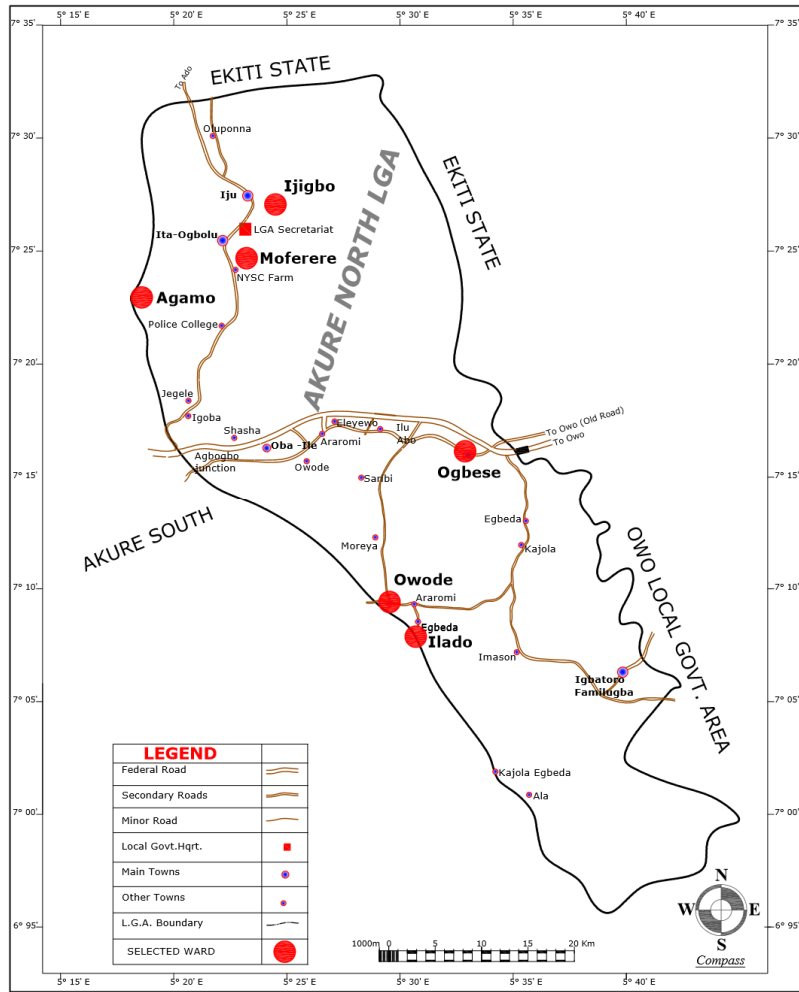 5° 15' E
5° 20'
5° 25'
5° 30'
5° 35'
5° 40'
7° 35'
7° 35'
To Ado
EKITI STATE
Oluponna
7° 30'
7° 30'
EKITI STATE
AKURE NORTH LGA
Iju
Ijigbo
LGA Secretariat
Ita-Ogbolu
7° 25'
7° 25'
Moferere
NYSC Farm
Agamo
Police College
7° 20'
7° 20'
Jegele
Igoba
Shasha
Eleyewo
Ilu
Abo
To Owo (Old Road)
To Owo
Oba -Ile
Araromi
Agbogbo
junction
Owode
Ogbese
7° 15'
7° 15'
Sanbi
AKURE SOUTH
Egbeda
Moreya
Kajola
OWO LOCAL GOVT. AREA
7° 10'
7° 10'
Owode
Araromi
Egbeda
Ilado
Imason
Igbatoro
Familugba
7° 05'
7° 05'
LEGEND
Federal Road
Secondary Roads
Minor Road
Local Govt.Hqrt.
Main Towns
Other Towns
L.G.A. Boundary
SELECTED WARD
Kajola Egbeda
Ala
7° 00'
7° 00'
N
W
E
S
Compass
6° 95'
6° 95'
1000m 0 5 10 15 20 Km
5° 15' E
5° 20'
5° 25'
5° 30'
5° 35'
5° 40'